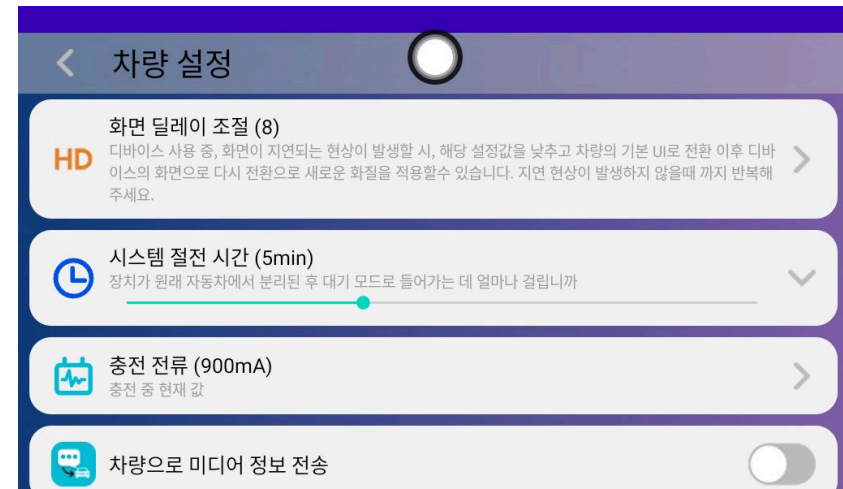 차량 설정
화면 딜레이 조절 (8)
HD
디바이스 사용 중, 화면이 지연되는 현상이 발생할 시, 해당 설정값을 낮추고 차량의 기본 UI로 전환 이후 디바
이스의 화면으로 다시 전환으로 새로운 화질을 적용할수 있습니다. 지연 현상이 발생하지 않을때 까지 반복해
주세요.
시스템 절전 시간 (5min)
장치가 원래 자동차에서 분리된 후 대기 모드로 들어가는 데 얼마나 걸립니까
충전 전류 (900mA)
충전 중 현재 값
차량으로 미디어 정보 전송